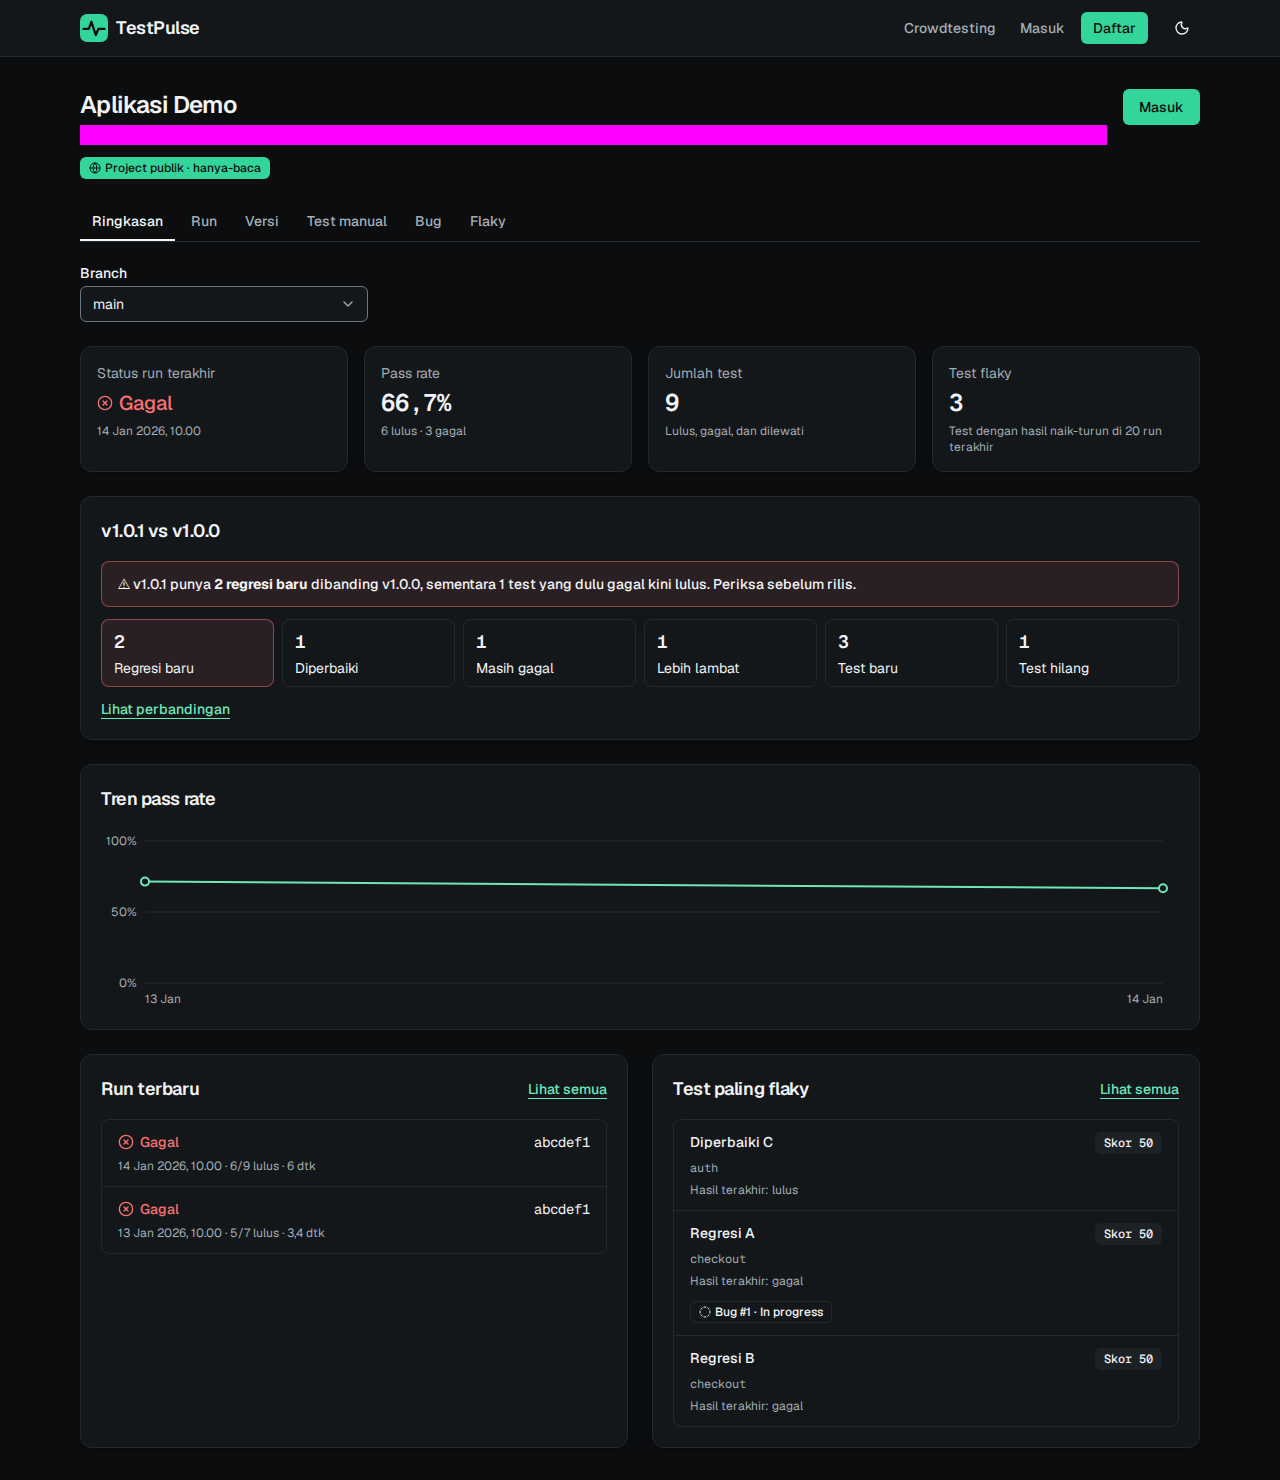 TestPulse
Crowdtesting
Masuk
Daftar
Aplikasi Demo
Masuk
Project publik · hanya-baca
Ringkasan
Run
Versi
Test manual
Bug
Flaky
Branch
main
Status run terakhir
Gagal
14 Jan 2026, 10.00
Pass rate
66,7%
6 lulus · 3 gagal
Jumlah test
9
Lulus, gagal, dan dilewati
Test flaky
3
Test dengan hasil naik-turun di 20 run
terakhir
v1.0.1 vs v1.0.0
⚠ v1.0.1 punya 2 regresi baru dibanding v1.0.0, sementara 1 test yang dulu gagal kini lulus. Periksa sebelum rilis.
2
Regresi baru
1
Diperbaiki
1
Masih gagal
1
Lebih lambat
3
Test baru
1
Test hilang
Lihat perbandingan
Tren pass rate
100%
50%
0%
13 Jan
14 Jan
Run terbaru
Lihat semua
Gagal
abcdef1
14 Jan 2026, 10.00 · 6/9 lulus · 6 dtk
Gagal
abcdef1
13 Jan 2026, 10.00 · 5/7 lulus · 3,4 dtk
Test paling flaky
Lihat semua
Diperbaiki C
Skor 50
auth
Hasil terakhir: lulus
Regresi A
Skor 50
checkout
Hasil terakhir: gagal
Bug #1 · In progress
Regresi B
Skor 50
checkout
Hasil terakhir: gagal